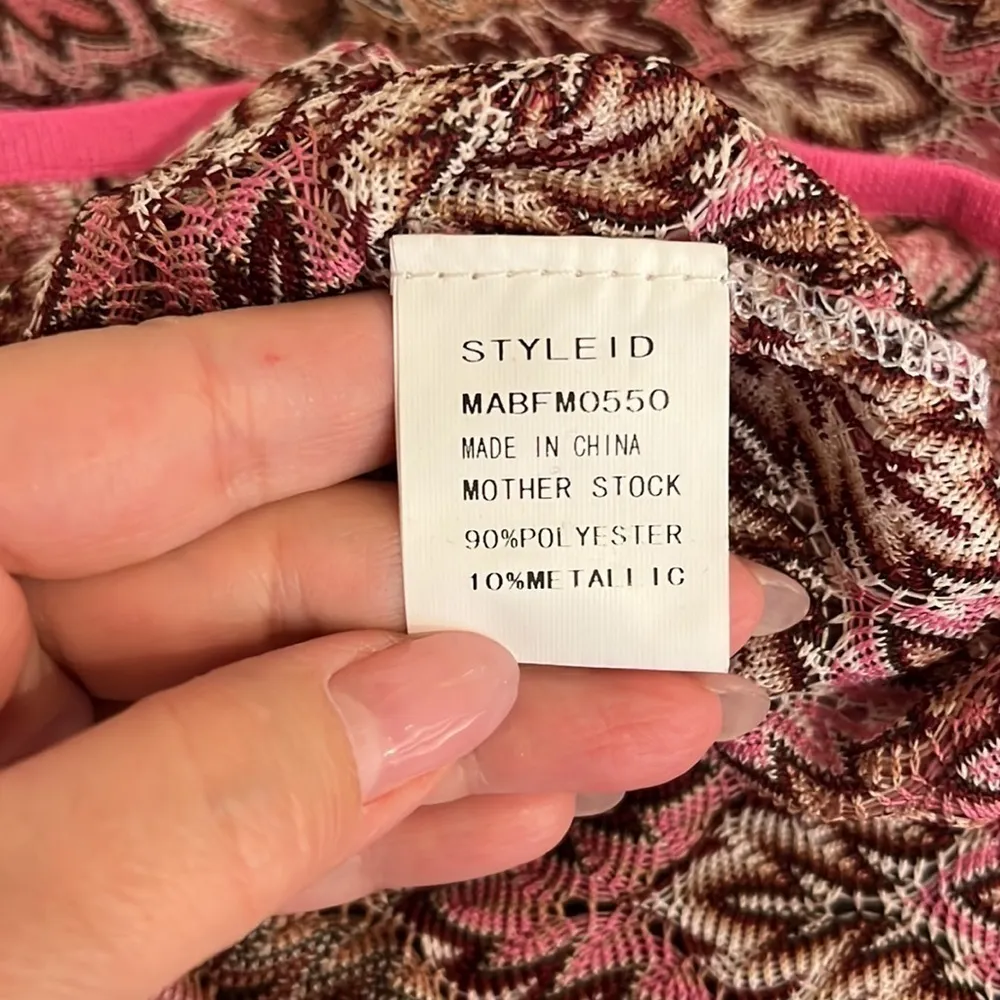 STYLEID
MABFM0550
MADE IN CHINA
MOTHER STOCK
90%POLYESTER
10%METALLIC